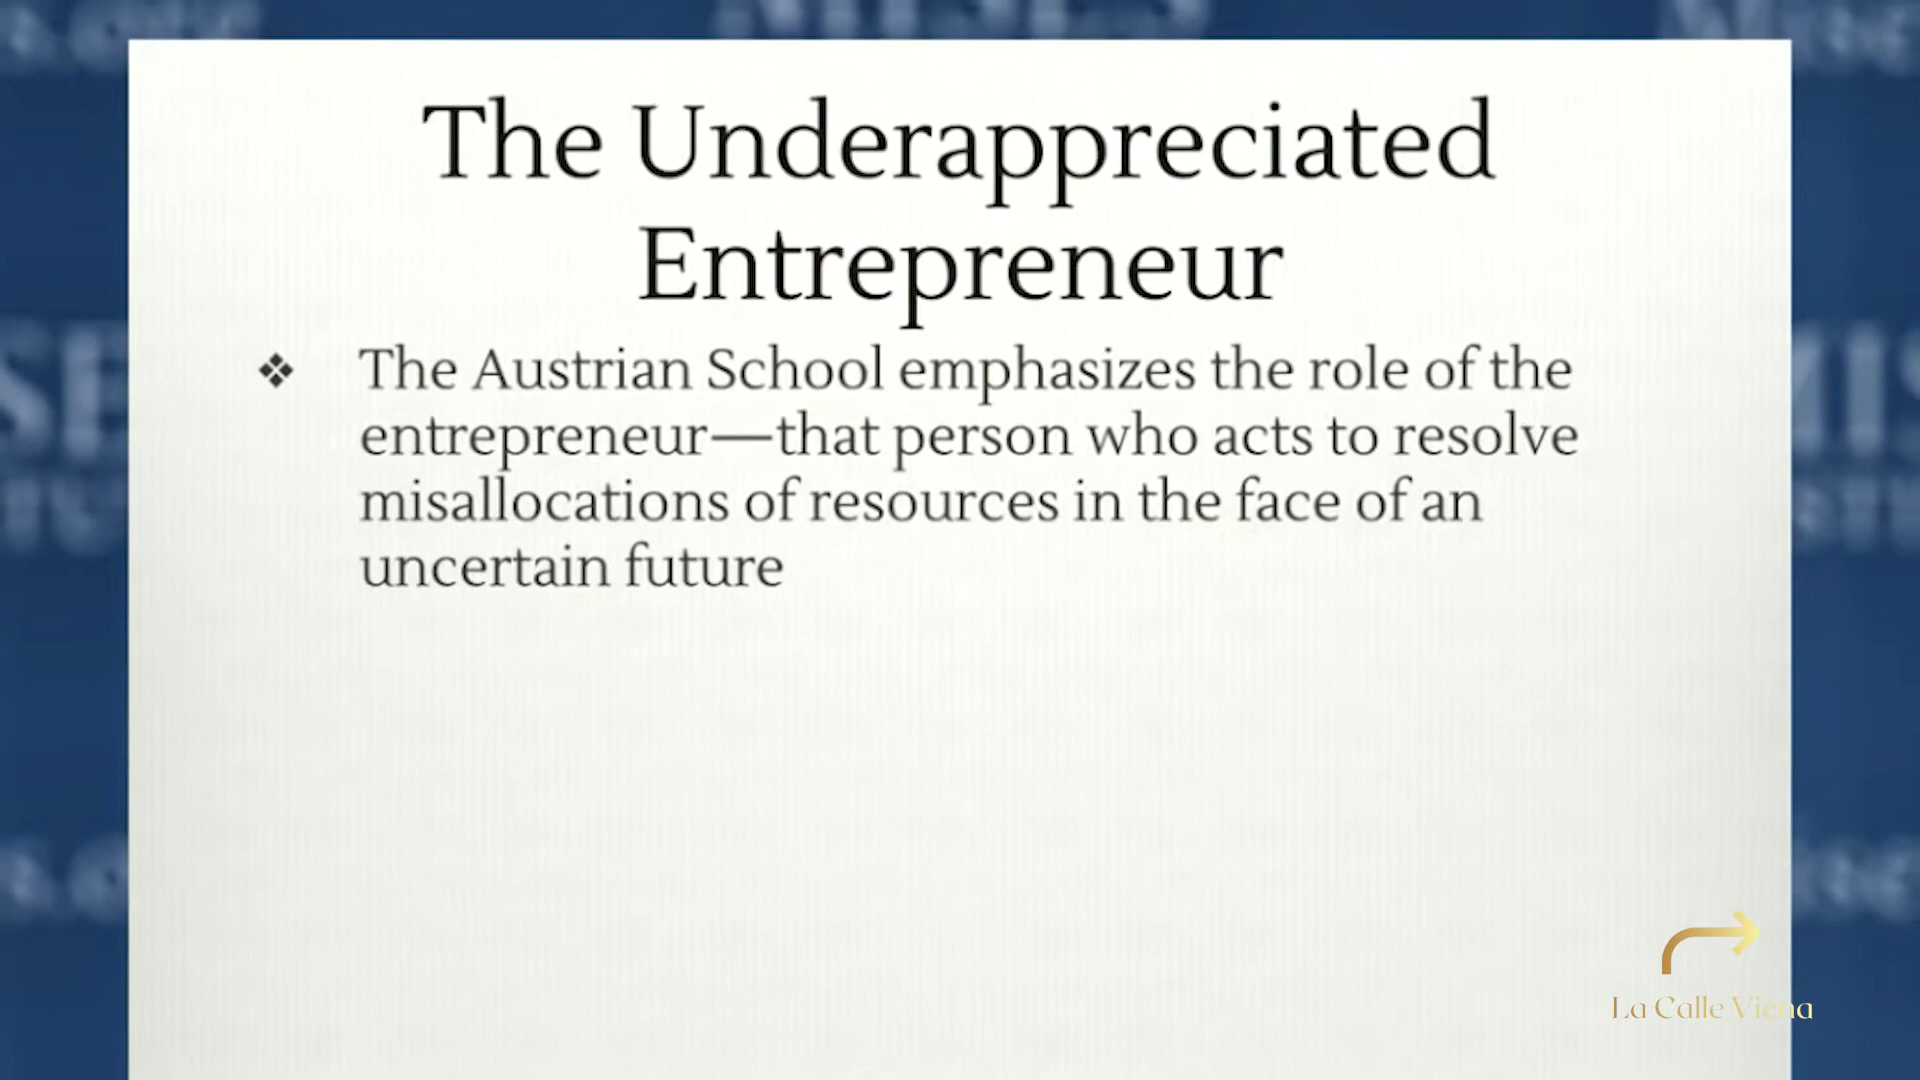 The Underappreciated
Entrepreneur
❖ The Austrian School emphasizes the role of the
entrepreneur—that person who acts to resolve
misallocations of resources in the face of an
uncertain future
La Calle Viena